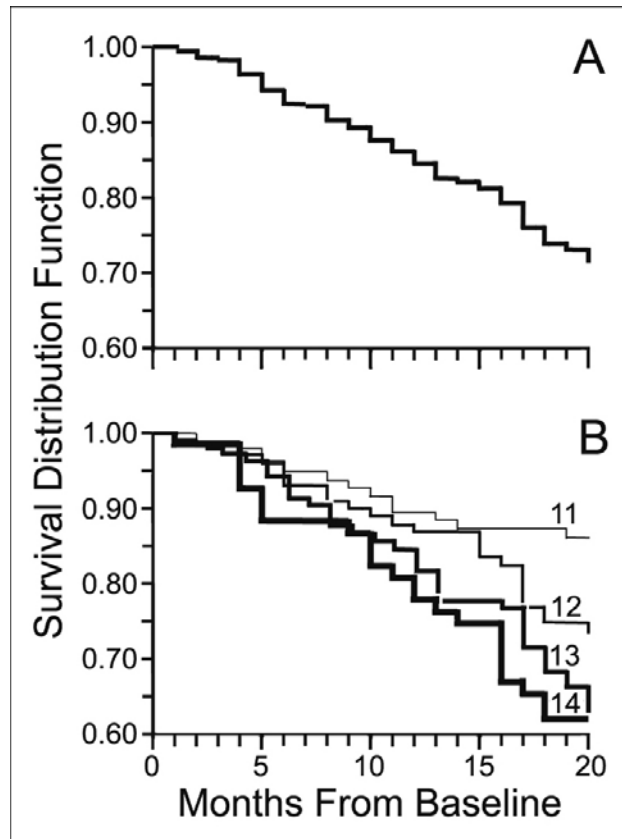 A
1.00
0.90
0.80
0.70
0.60
Survival Distribution Function
B
1.00
0.90
0.80
0.70
0.60
11
12
13
14
0 5 10 15 20
Months From Baseline